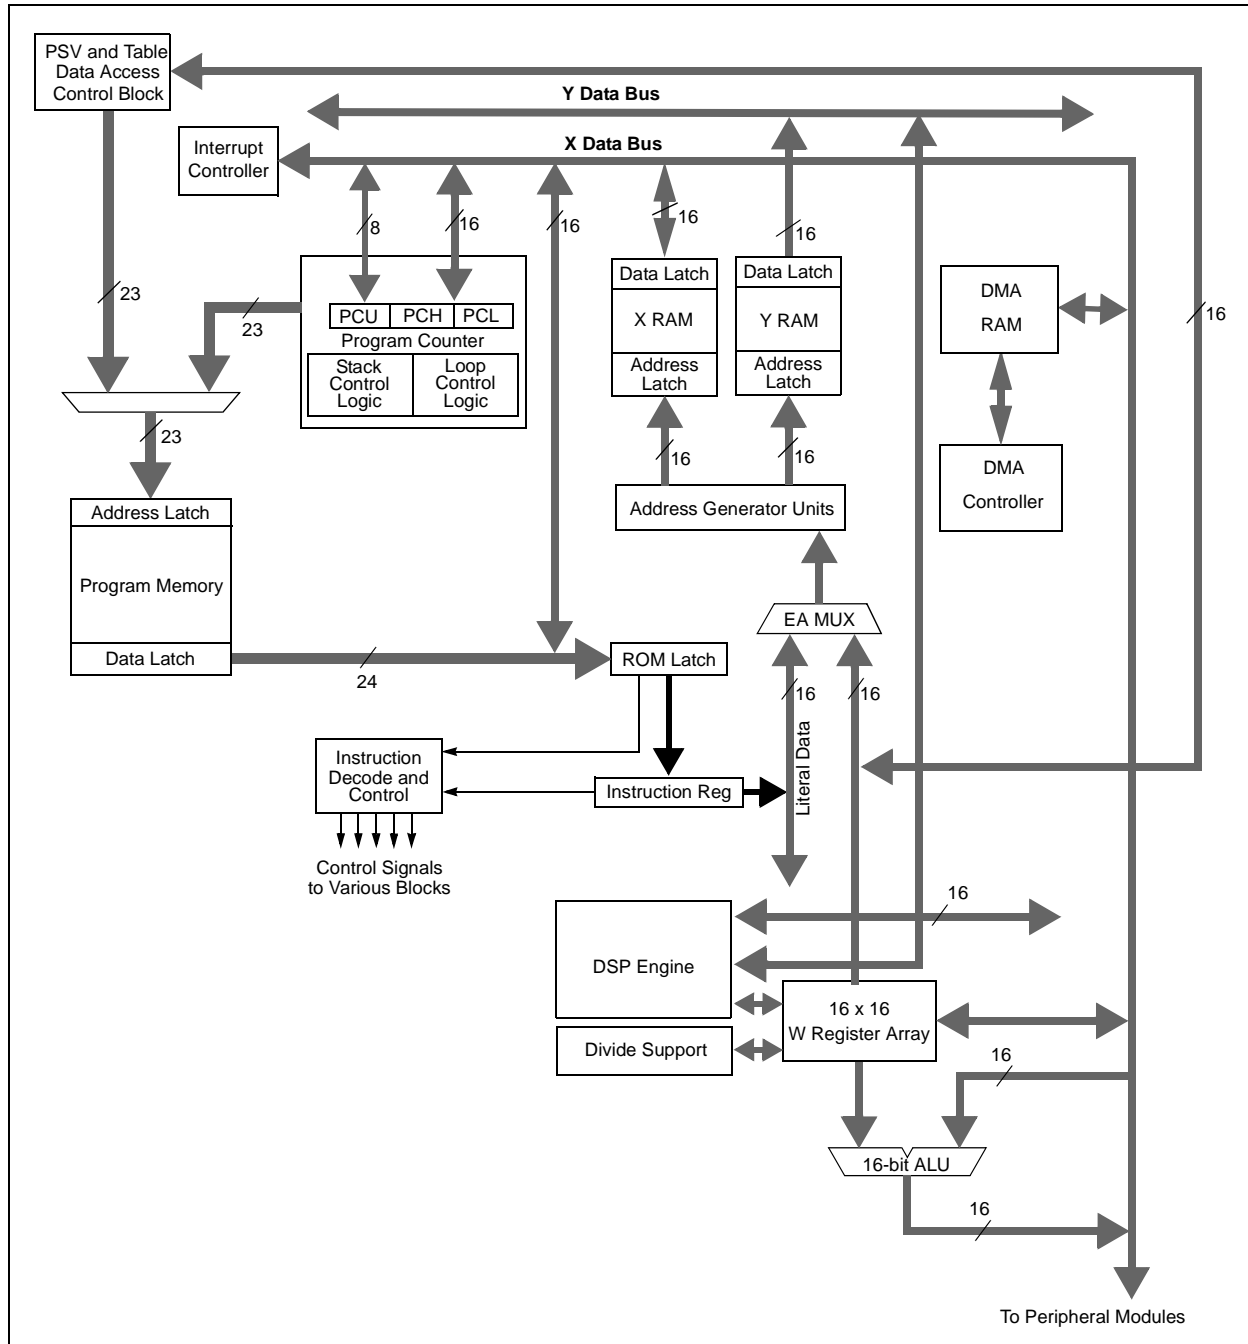 PSV and Table
Data Access
Control Block
Y Data Bus
Interrupt
Controller
X Data Bus
8
16
16
16
16
16
23
23
PCU
PCH
PCL
Program Counter
Stack
Control
Logic
Loop
Control
Logic
Data Latch
X RAM
Address
Latch
Data Latch
Y RAM
Address
Latch
DMA
RAM
23
16
16
DMA
Controller
Address Generator Units
Address Latch
Program Memory
Data Latch
24
EA MUX
ROM Latch
16
16
Literal Data
Instruction
Decode and
Control
Instruction Reg
Control Signals
to Various Blocks
16
DSP Engine
16 x 16
W Register Array
Divide Support
16
16-bit ALU
16
To Peripheral Modules